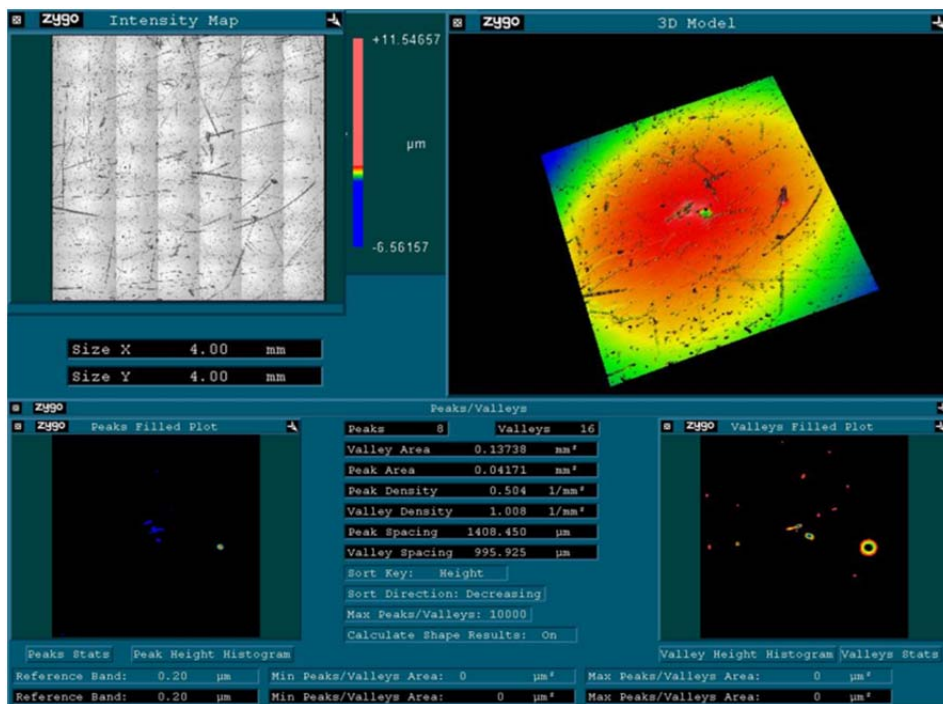 zygo Intensity Map
+11.54657
µm
-6.56157
Size X 4.00 mm
Size Y 4.00 mm
zygo 3D Model
zygo Peaks/Valleys
zygo Peaks Filled Plot
Peaks 8 Valleys 16
Valley Area 0.13738 mm²
Peak Area 0.04171 mm²
Peak Density 0.504 1/mm²
Valley Density 1.008 1/mm²
Peak Spacing 1408.450 µm
Valley Spacing 995.925 µm
Sort Key: Height
Sort Direction: Decreasing
Max Peaks/Valleys: 10000
Calculate Shape Results: On
zygo Valleys Filled Plot
Peaks Stats Peak Height Histogram
Valley Height Histogram Valleys Stats
Reference Band: 0.20 µm Min Peaks/Valleys Area: 0 µm² Max Peaks/Valleys Area: 0 µm²
Reference Band: 0.20 µm Min Peaks/Valleys Area: 0 µm² Max Peaks/Valleys Area: 0 µm²